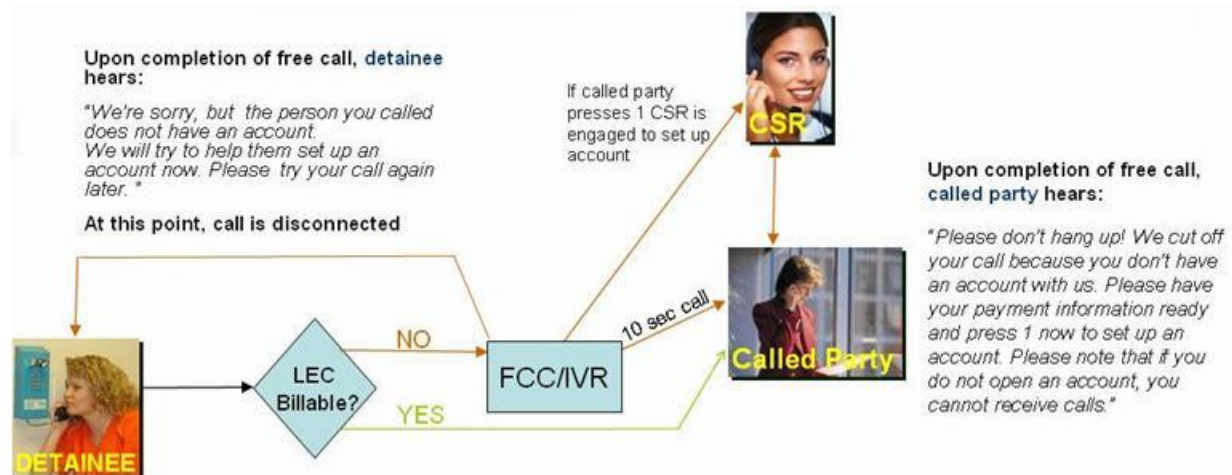 Upon completion of free call, detainee
hears:
"We're sorry, but the person you called
does not have an account.
We will try to help them set up an
account now. Please try your call again
later. "
At this point, call is disconnected
If called party
presses 1 CSR is
engaged to set up
account
CSR
Upon completion of free call,
called party hears:
"Please don't hang up! We cut off
your call because you don't have
an account with us. Please have
your payment information ready
and press 1 now to set up an
account. Please note that if you
do not open an account, you
cannot receive calls."
10 sec call
Called Party
NO
LEC
Billable?
FCC/IVR
YES
DETAINEE